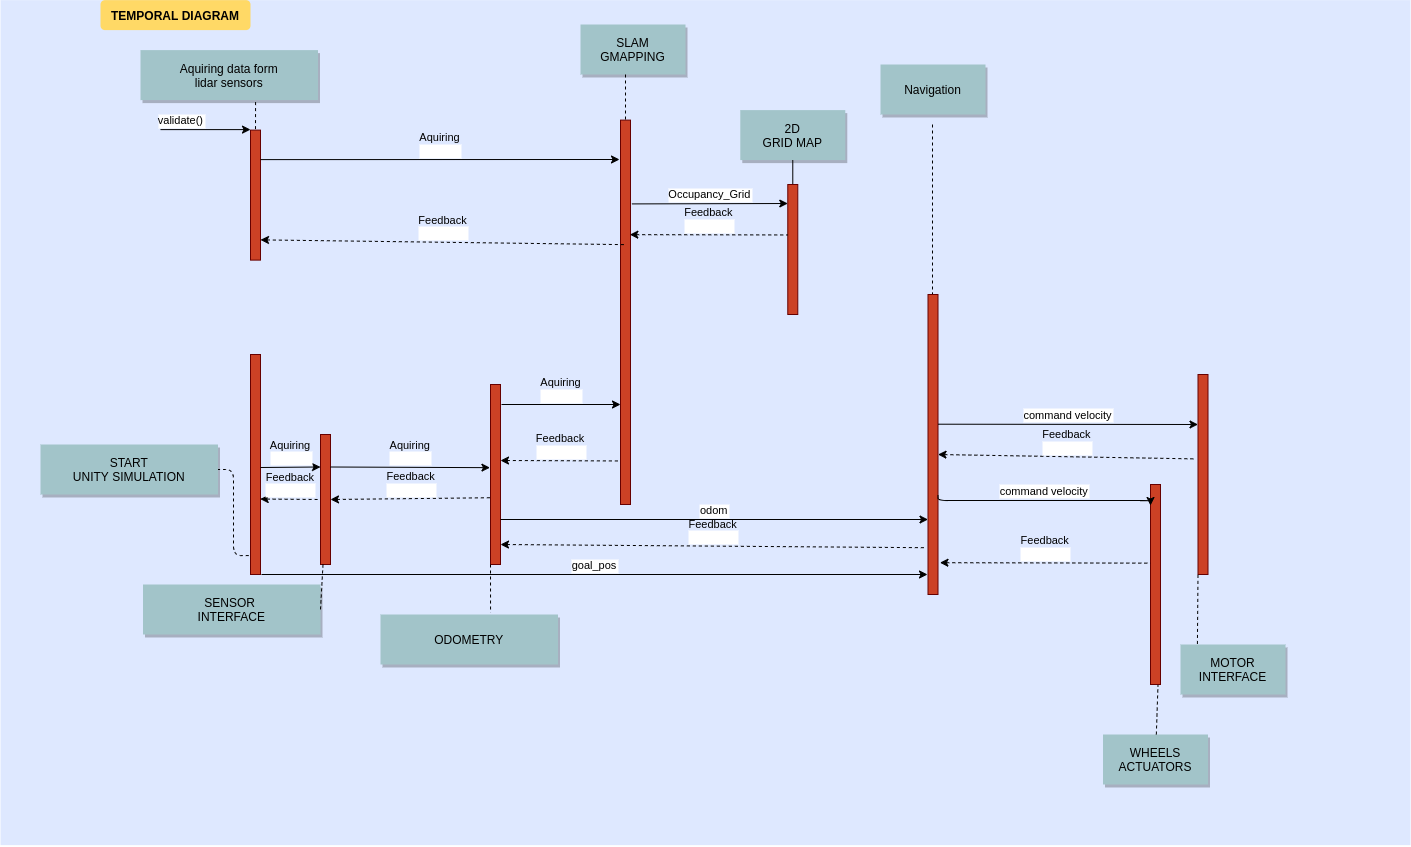 TEMPORAL DIAGRAM
Aquiring data form
lidar sensors
SLAM
GMAPPING
Navigation
validate()
2D
GRID MAP
Aquiring
Occupancy_Grid
Feedback
Feedback
Aquiring
command velocity
Feedback
Feedback
Aquiring
Aquiring
START
UNITY SIMULATION
Feedback
Feedback
command velocity
odom
Feedback
Feedback
goal_pos
SENSOR
INTERFACE
ODOMETRY
MOTOR
INTERFACE
WHEELS
ACTUATORS